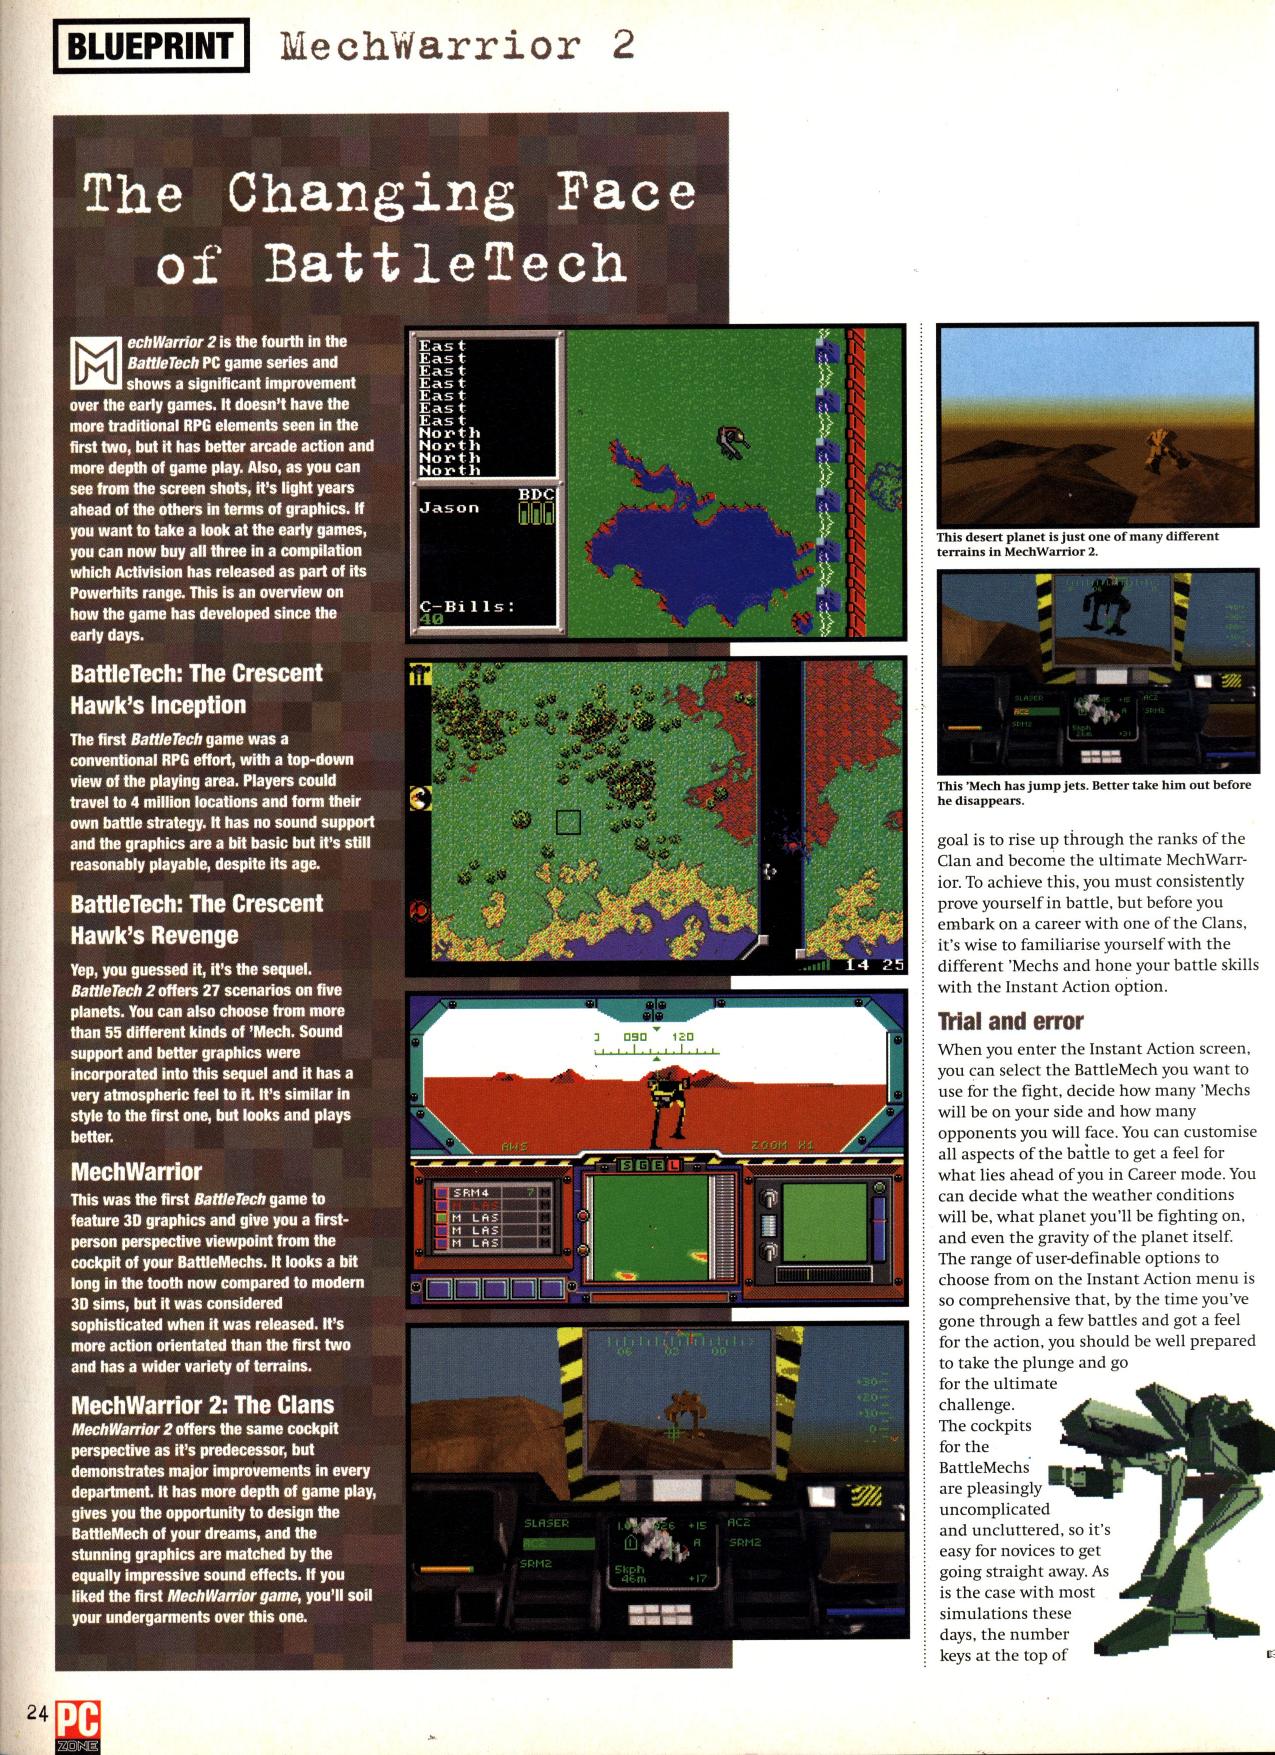 BLUEPRINT MechWarrior 2
The Changing Face
of BattleTech
MechWarrior 2 is the fourth in the
BattleTech PC game series and
shows a significant improvement
over the early games. It doesn't have the
more traditional RPG elements seen in the
first two, but it has better arcade action and
more depth of game play. Also, as you can
see from the screen shots, it's light years
ahead of the others in terms of graphics. If
you want to take a look at the early games,
you can now buy all three in a compilation
which Activision has released as part of its
Powerhits range. This is an overview on
how the game has developed since the
early days.
BattleTech: The Crescent
Hawk's Inception
The first BattleTech game was a
conventional RPG effort, with a top-down
view of the playing area. Players could
travel to 4 million locations and form their
own battle strategy. It has no sound support
and the graphics are a bit basic but it's still
reasonably playable, despite its age.
BattleTech: The Crescent
Hawk's Revenge
Yep, you guessed it, it's the sequel.
BattleTech 2 offers 27 scenarios on five
planets. You can also choose from more
than 55 different kinds of 'Mech. Sound
support and better graphics were
incorporated into this sequel and it has a
very atmospheric feel to it. It's similar in
style to the first one, but looks and plays
better.
MechWarrior
This was the first BattleTech game to
feature 3D graphics and give you a first-
person perspective viewpoint from the
cockpit of your BattleMechs. It looks a bit
long in the tooth now compared to modern
3D sims, but it was considered
sophisticated when it was released. It's
more action orientated than the first two
and has a wider variety of terrains.
MechWarrior 2: The Clans
MechWarrior 2 offers the same cockpit
perspective as it's predecessor, but
demonstrates major improvements in every
department. It has more depth of game play,
gives you the opportunity to design the
BattleMech of your dreams, and the
stunning graphics are matched by the
equally impressive sound effects. If you
liked the first MechWarrior game, you'll soil
your undergarments over this one.
East
East
East
East
East
East
East
North
North
North
North
BDC
Jason
C-Bills:
40
14 25
090 120
AWS ZOOM X1
SGEL
SRM4 7 M
M LAS M
M LAS M
M LAS M
M LAS M
06 03 00
+30
+20
+10
0
SLASER
AC2
SRM2
+15
A
5kph
46m +17
AC2
SRM2
This desert planet is just one of many different
terrains in MechWarrior 2.
SLASER
AC2
SRM2
+15
A
5kph
+31
AC2
SRM2
This 'Mech has jump jets. Better take him out before
he disappears.
goal is to rise up through the ranks of the
Clan and become the ultimate MechWarr-
ior. To achieve this, you must consistently
prove yourself in battle, but before you
embark on a career with one of the Clans,
it's wise to familiarise yourself with the
different 'Mechs and hone your battle skills
with the Instant Action option.
Trial and error
When you enter the Instant Action screen,
you can select the BattleMech you want to
use for the fight, decide how many 'Mechs
will be on your side and how many
opponents you will face. You can customise
all aspects of the battle to get a feel for
what lies ahead of you in Career mode. You
can decide what the weather conditions
will be, what planet you'll be fighting on,
and even the gravity of the planet itself.
The range of user-definable options to
choose from on the Instant Action menu is
so comprehensive that, by the time you've
gone through a few battles and got a feel
for the action, you should be well prepared
to take the plunge and go
for the ultimate
challenge.
The cockpits
for the
BattleMechs
are pleasingly
uncomplicated
and uncluttered, so it's
easy for novices to get
going straight away. As
is the case with most
simulations these
days, the number
keys at the top of
24 PC
ZONE